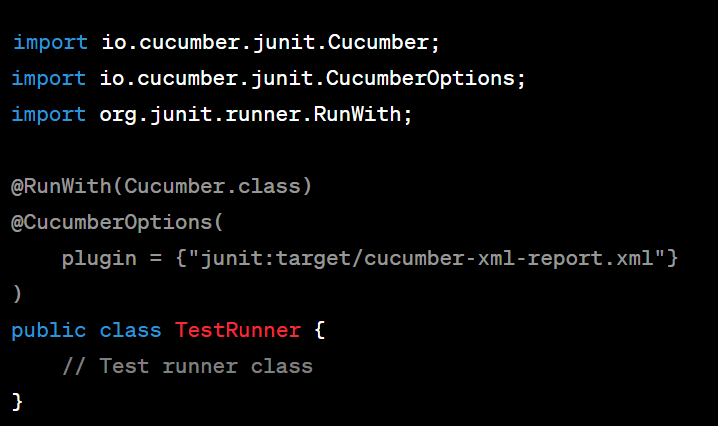 import io.cucumber.junit.Cucumber;
import io.cucumber.junit.CucumberOptions;
import org.junit.runner.RunWith;

@RunWith(Cucumber.class)
@CucumberOptions(
    plugin = {"junit:target/cucumber-xml-report.xml"}
)
public class TestRunner {
    // Test runner class
}